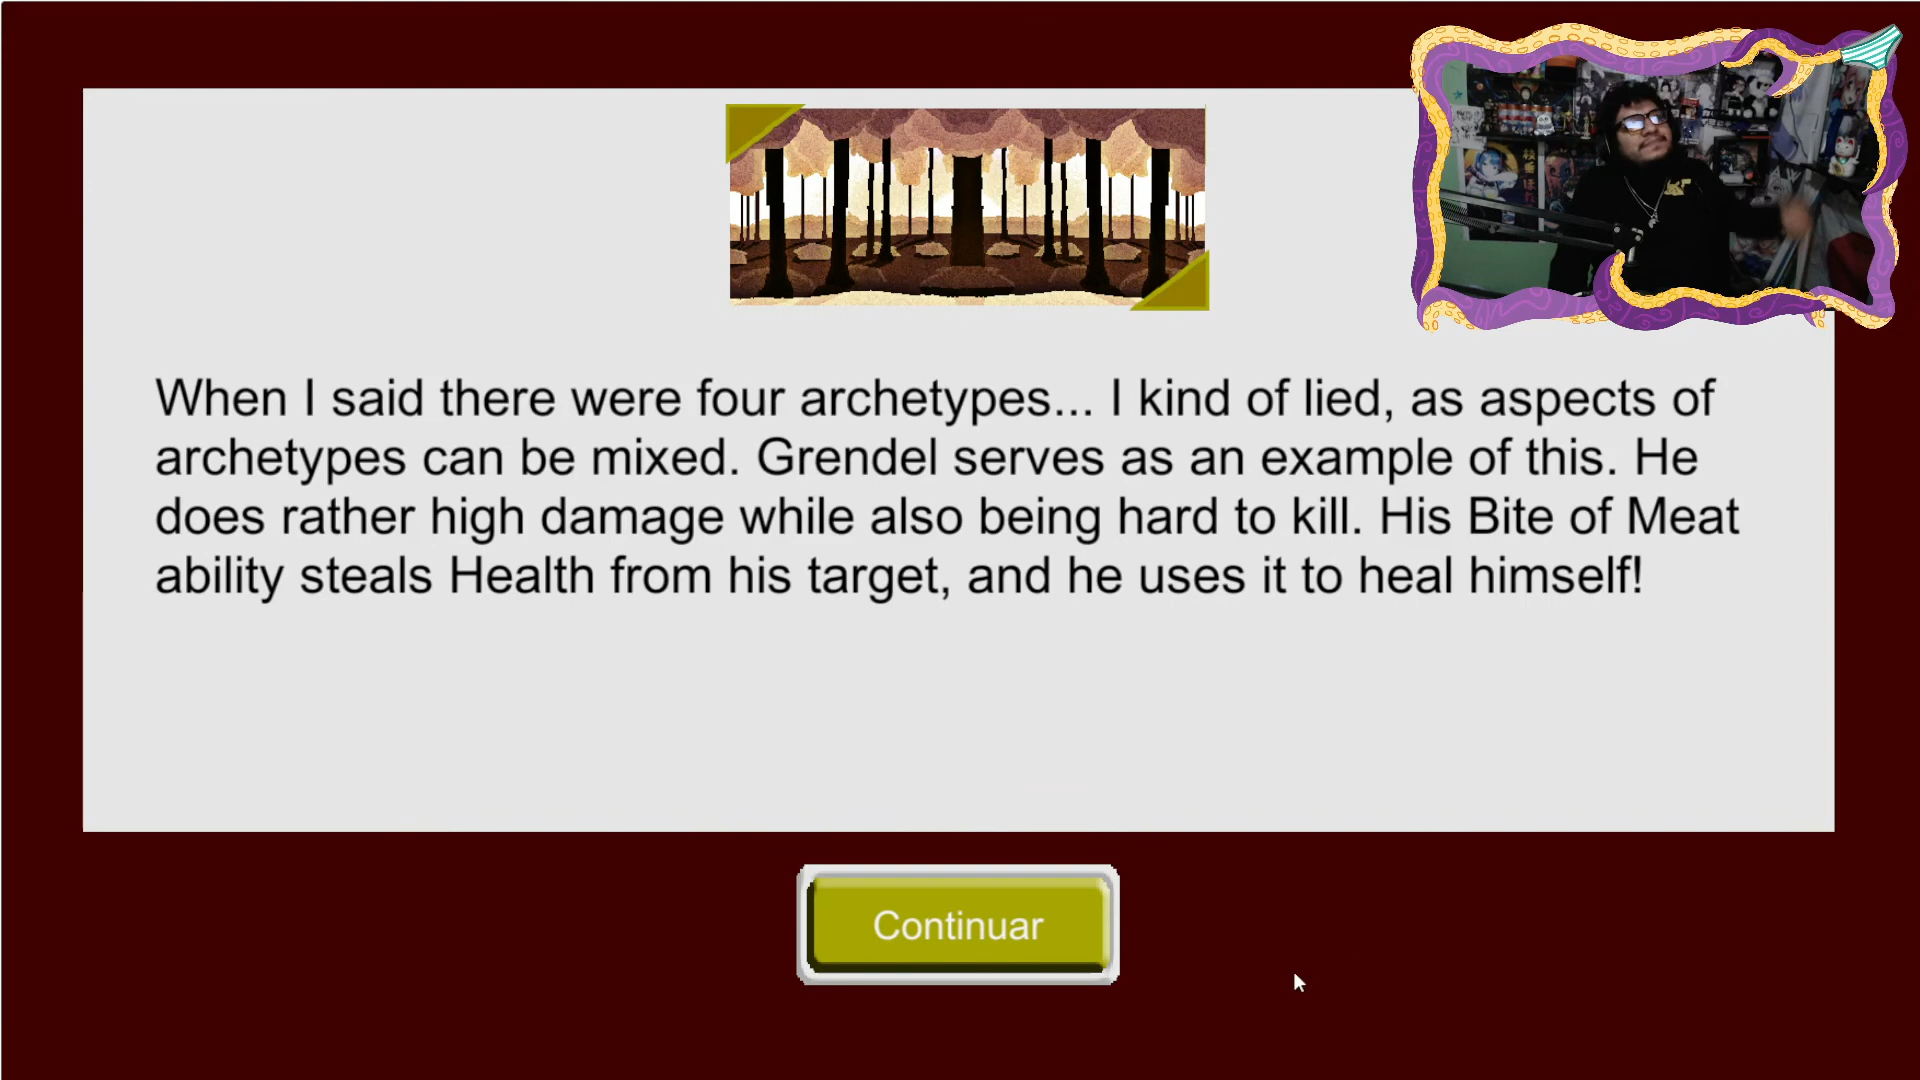 When I said there were four archetypes... I kind of lied, as aspects of
archetypes can be mixed. Grendel serves as an example of this. He
does rather high damage while also being hard to kill. His Bite of Meat
ability steals Health from his target, and he uses it to heal himself!
Continuar